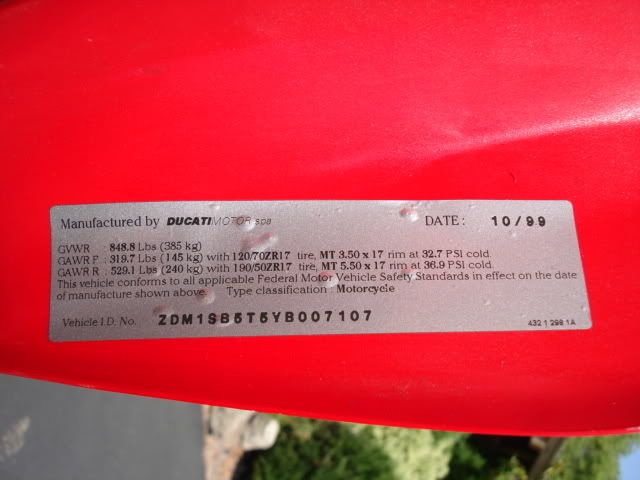 Manufactured by DUCATIMOTOR spa DATE: 10/99
GVWR : 848.8 Lbs (385 kg)
GAWR F : 319.7 Lbs (145 kg) with 120/70ZR17 tire, MT 3.50 x 17 rim at 32.7 PSI cold.
GAWR R : 529.1 Lbs (240 kg) with 190/50ZR17 tire, MT 5.50 x 17 rim at 36.9 PSI cold.
This vehicle conforms to all applicable Federal Motor Vehicle Safety Standards in effect on the date
of manufacture shown above. Type classification : Motorcycle
Vehicle I.D. No. ZDM1SB5T5YB007107
432 1 298 1A